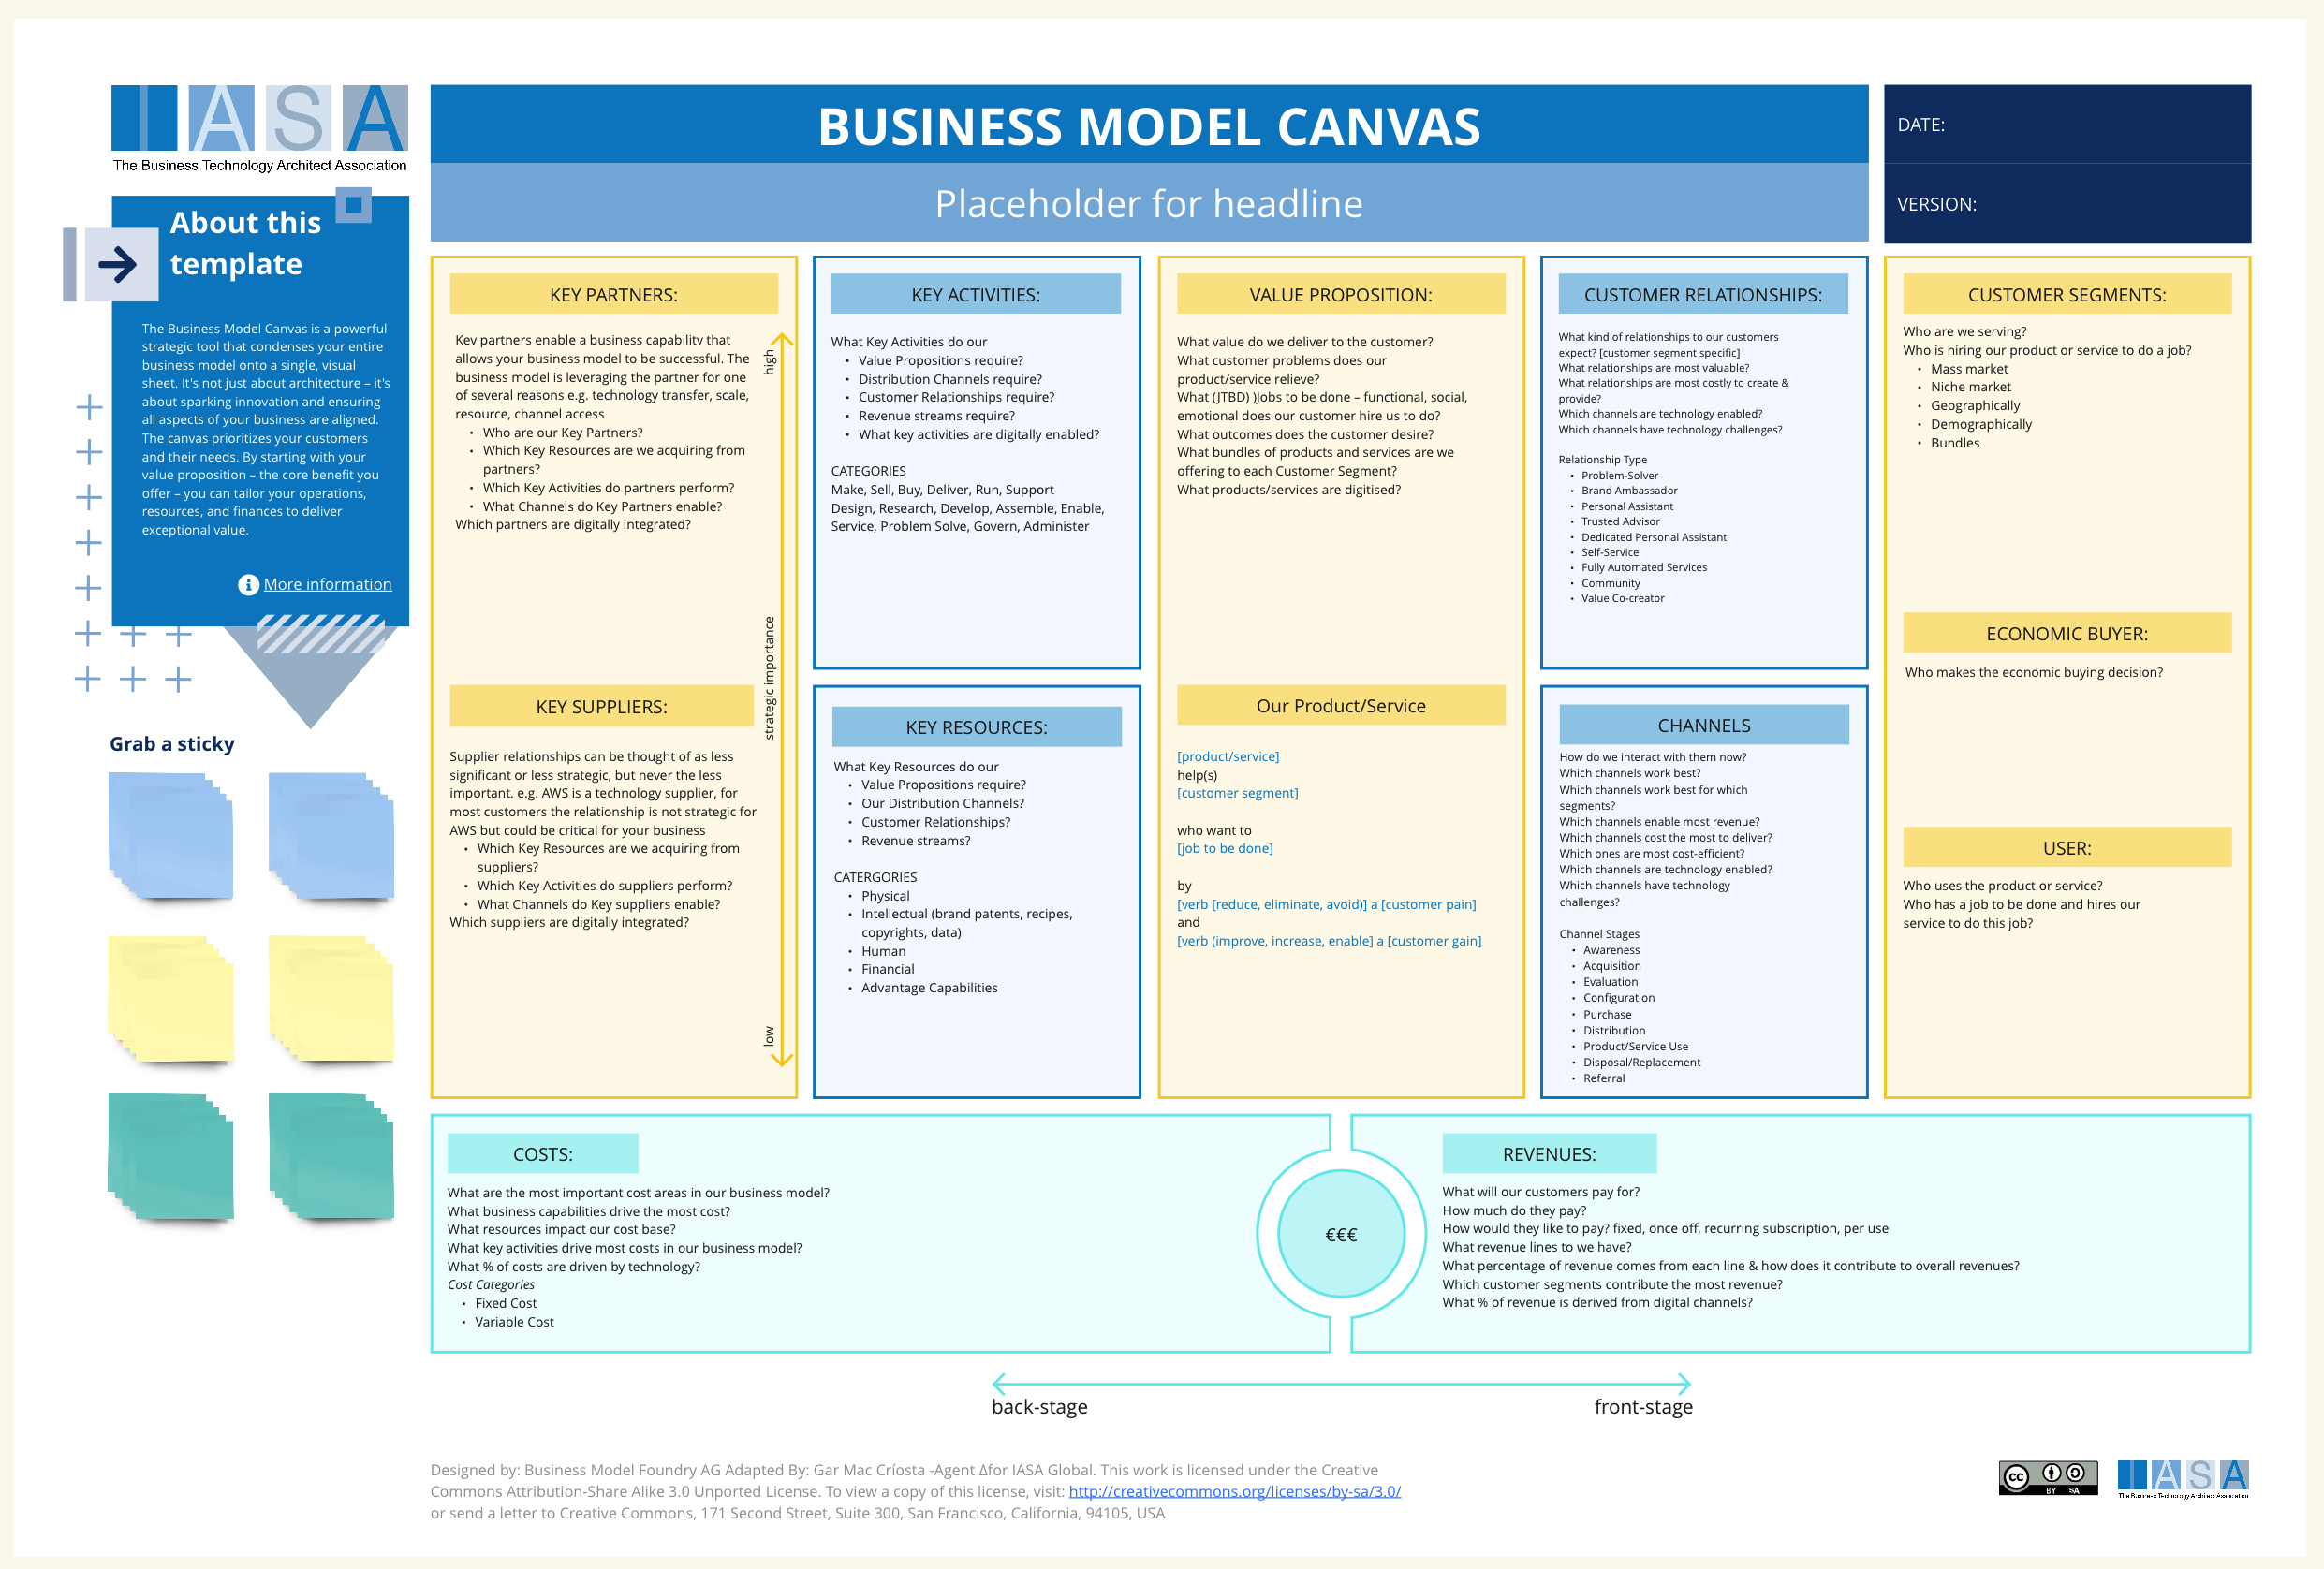 IASA
The Business Technology Architect Association
BUSINESS MODEL CANVAS
Placeholder for headline
DATE:
VERSION:
About this
template
The Business Model Canvas is a powerful
strategic tool that condenses your entire
business model onto a single, visual
sheet. It's not just about architecture – it's
about sparking innovation and ensuring
all aspects of your business are aligned.
The canvas prioritizes your customers
and their needs. By starting with your
value proposition – the core benefit you
offer – you can tailor your operations,
resources, and finances to deliver
exceptional value.
More information
Grab a sticky
KEY PARTNERS:
Key partners enable a business capability that
allows your business model to be successful. The
business model is leveraging the partner for one
of several reasons e.g. technology transfer, scale,
resource, channel access
• Who are our Key Partners?
• Which Key Resources are we acquiring from
partners?
• Which Key Activities do partners perform?
• What Channels do Key Partners enable?
Which partners are digitally integrated?
high
strategic importance
low
KEY SUPPLIERS:
Supplier relationships can be thought of as less
significant or less strategic, but never the less
important. e.g. AWS is a technology supplier, for
most customers the relationship is not strategic for
AWS but could be critical for your business
• Which Key Resources are we acquiring from
suppliers?
• Which Key Activities do suppliers perform?
• What Channels do Key suppliers enable?
Which suppliers are digitally integrated?
KEY ACTIVITIES:
What Key Activities do our
• Value Propositions require?
• Distribution Channels require?
• Customer Relationships require?
• Revenue streams require?
• What key activities are digitally enabled?
CATEGORIES
Make, Sell, Buy, Deliver, Run, Support
Design, Research, Develop, Assemble, Enable,
Service, Problem Solve, Govern, Administer
KEY RESOURCES:
What Key Resources do our
• Value Propositions require?
• Our Distribution Channels?
• Customer Relationships?
• Revenue streams?
CATERGORIES
• Physical
• Intellectual (brand patents, recipes,
copyrights, data)
• Human
• Financial
• Advantage Capabilities
VALUE PROPOSITION:
What value do we deliver to the customer?
What customer problems does our
product/service relieve?
What (JTBD) )Jobs to be done – functional, social,
emotional does our customer hire us to do?
What outcomes does the customer desire?
What bundles of products and services are we
offering to each Customer Segment?
What products/services are digitised?
Our Product/Service
[product/service]
help(s)
[customer segment]
who want to
[job to be done]
by
[verb [reduce, eliminate, avoid)] a [customer pain]
and
[verb (improve, increase, enable] a [customer gain]
CUSTOMER RELATIONSHIPS:
What kind of relationships to our customers
expect? [customer segment specific]
What relationships are most valuable?
What relationships are most costly to create &
provide?
Which channels are technology enabled?
Which channels have technology challenges?
Relationship Type
• Problem-Solver
• Brand Ambassador
• Personal Assistant
• Trusted Advisor
• Dedicated Personal Assistant
• Self-Service
• Fully Automated Services
• Community
• Value Co-creator
CHANNELS
How do we interact with them now?
Which channels work best?
Which channels work best for which
segments?
Which channels enable most revenue?
Which channels cost the most to deliver?
Which ones are most cost-efficient?
Which channels are technology enabled?
Which channels have technology
challenges?
Channel Stages
• Awareness
• Acquisition
• Evaluation
• Configuration
• Purchase
• Distribution
• Product/Service Use
• Disposal/Replacement
• Referral
CUSTOMER SEGMENTS:
Who are we serving?
Who is hiring our product or service to do a job?
• Mass market
• Niche market
• Geographically
• Demographically
• Bundles
ECONOMIC BUYER:
Who makes the economic buying decision?
USER:
Who uses the product or service?
Who has a job to be done and hires our
service to do this job?
COSTS:
What are the most important cost areas in our business model?
What business capabilities drive the most cost?
What resources impact our cost base?
What key activities drive most costs in our business model?
What % of costs are driven by technology?
Cost Categories
• Fixed Cost
• Variable Cost
€€€
REVENUES:
What will our customers pay for?
How much do they pay?
How would they like to pay? fixed, once off, recurring subscription, per use
What revenue lines to we have?
What percentage of revenue comes from each line & how does it contribute to overall revenues?
Which customer segments contribute the most revenue?
What % of revenue is derived from digital channels?
back-stage
front-stage
Designed by: Business Model Foundry AG Adapted By: Gar Mac Críosta -Agent Δfor IASA Global. This work is licensed under the Creative
Commons Attribution-Share Alike 3.0 Unported License. To view a copy of this license, visit: http://creativecommons.org/licenses/by-sa/3.0/
or send a letter to Creative Commons, 171 Second Street, Suite 300, San Francisco, California, 94105, USA
cc
BY SA
IASA
The Business Technology Architect Association